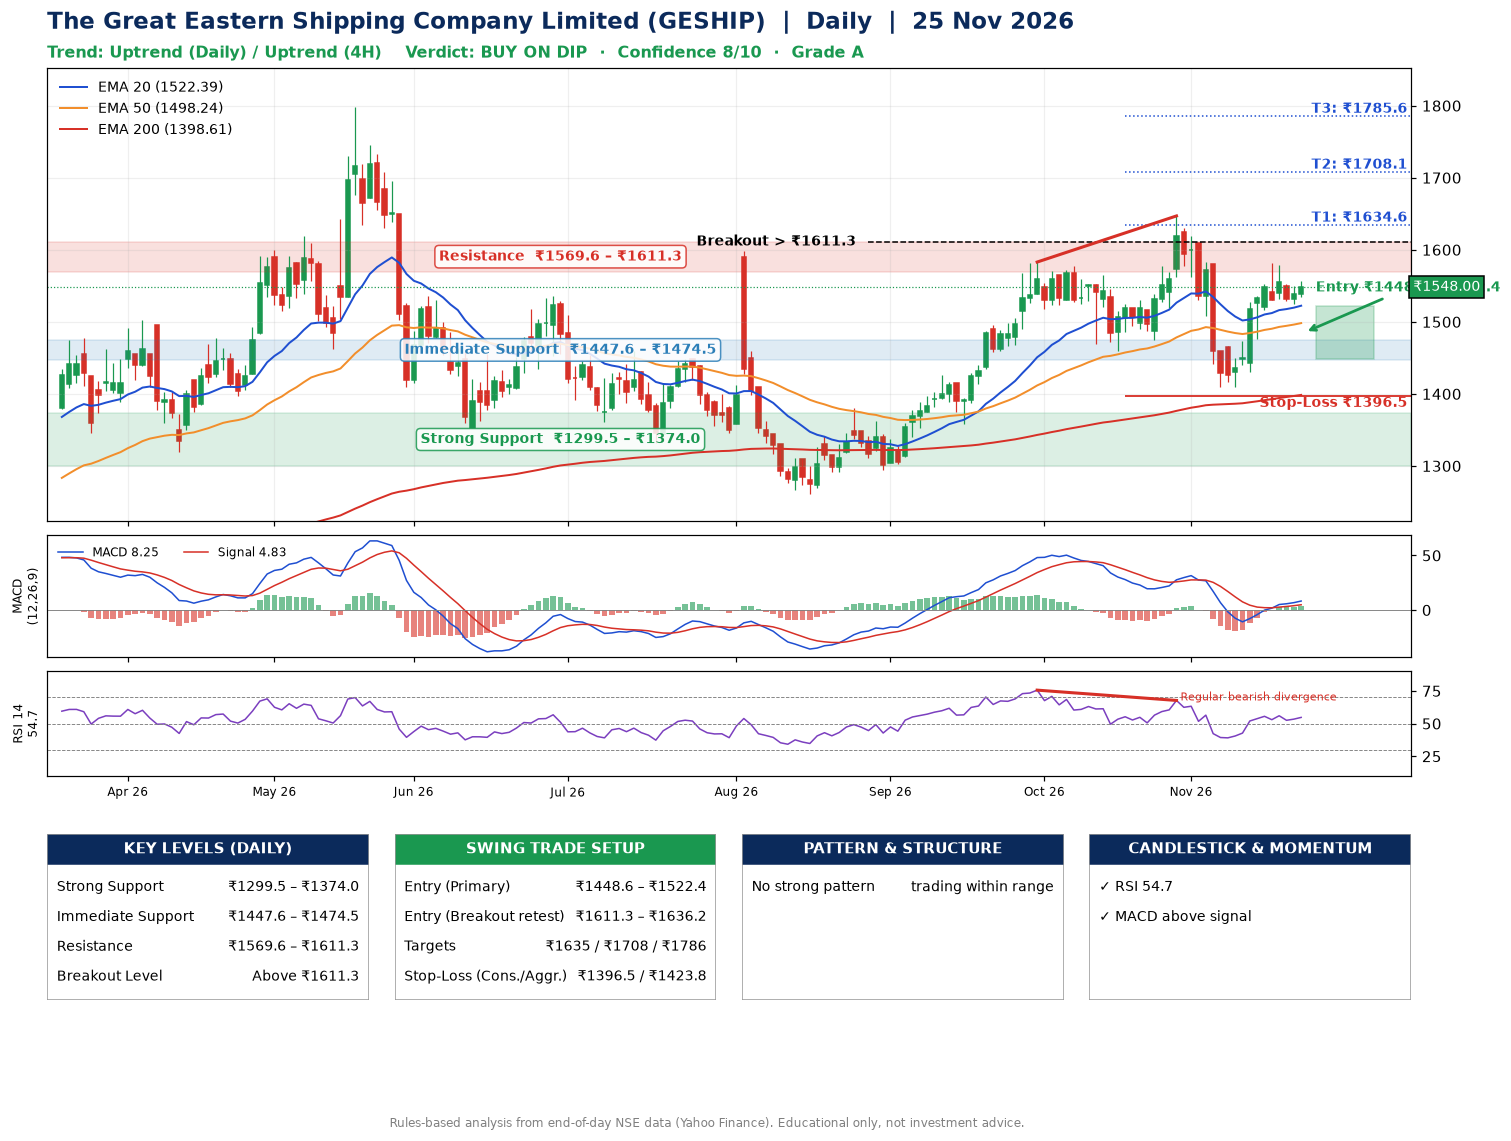 The Great Eastern Shipping Company Limited (GESHIP)  |  Daily  |  25 Nov 2026
Trend: Uptrend (Daily) / Uptrend (4H)    Verdict: BUY ON DIP  ·  Confidence 8/10  ·  Grade A
EMA 20 (1522.39)
EMA 50 (1498.24)
EMA 200 (1398.61)
T3: ₹1785.6
T2: ₹1708.1
T1: ₹1634.6
Breakout > ₹1611.3
Resistance  ₹1569.6 – ₹1611.3
Entry ₹1448
₹1548.00
.4
Immediate Support  ₹1447.6 – ₹1474.5
Stop-Loss ₹1396.5
Strong Support  ₹1299.5 – ₹1374.0
1800
1700
1600
1500
1400
1300
MACD 8.25
Signal 4.83
MACD
(12,26,9)
50
0
Regular bearish divergence
RSI 14
54.7
75
50
25
Apr 26
May 26
Jun 26
Jul 26
Aug 26
Sep 26
Oct 26
Nov 26
KEY LEVELS (DAILY)
Strong Support ₹1299.5 – ₹1374.0
Immediate Support ₹1447.6 – ₹1474.5
Resistance ₹1569.6 – ₹1611.3
Breakout Level Above ₹1611.3
SWING TRADE SETUP
Entry (Primary) ₹1448.6 – ₹1522.4
Entry (Breakout retest) ₹1611.3 – ₹1636.2
Targets ₹1635 / ₹1708 / ₹1786
Stop-Loss (Cons./Aggr.) ₹1396.5 / ₹1423.8
PATTERN & STRUCTURE
No strong pattern trading within range
CANDLESTICK & MOMENTUM
✓ RSI 54.7
✓ MACD above signal
Rules-based analysis from end-of-day NSE data (Yahoo Finance). Educational only, not investment advice.